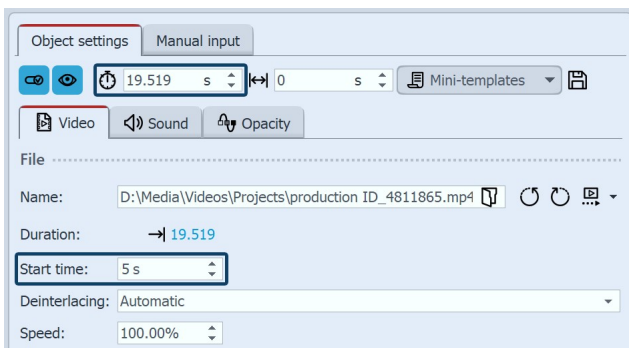 Object settings Manual input
19.519 s 0 s Mini-templates
Video Sound Opacity
File
Name: D:\Media\Videos\Projects\production ID_4811865.mp4
Duration: 19.519
Start time: 5 s
Deinterlacing: Automatic
Speed: 100.00%